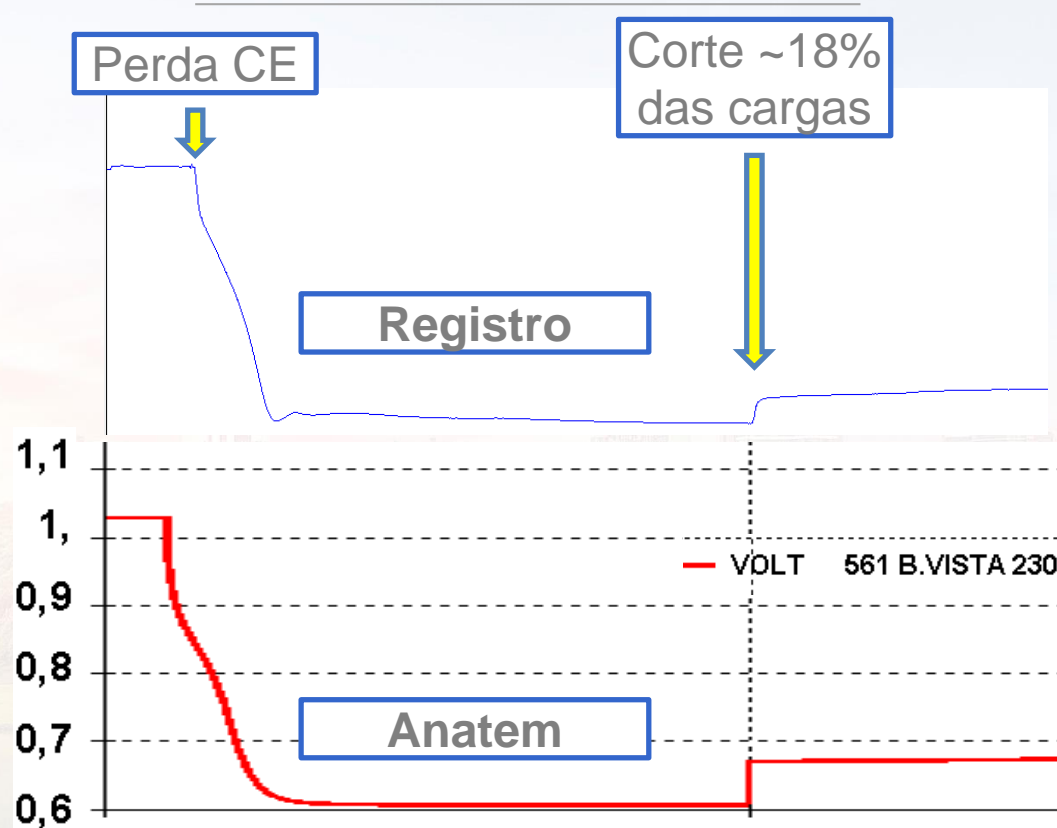 Perda CE
Corte ~18%
das cargas
Registro
1,1
1,
0,9
0,8
0,7
0,6
VOLT 561 B.VISTA 230
Anatem